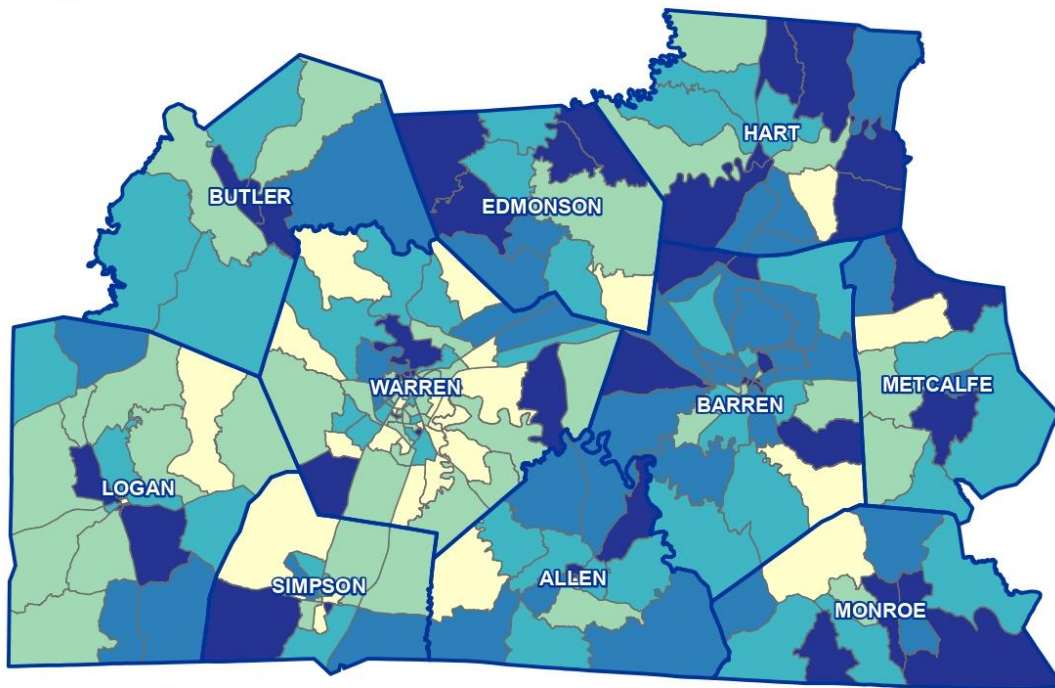 HART
BUTLER
EDMONSON
WARREN
METCALFE
BARREN
LOGAN
SIMPSON
ALLEN
MONROE